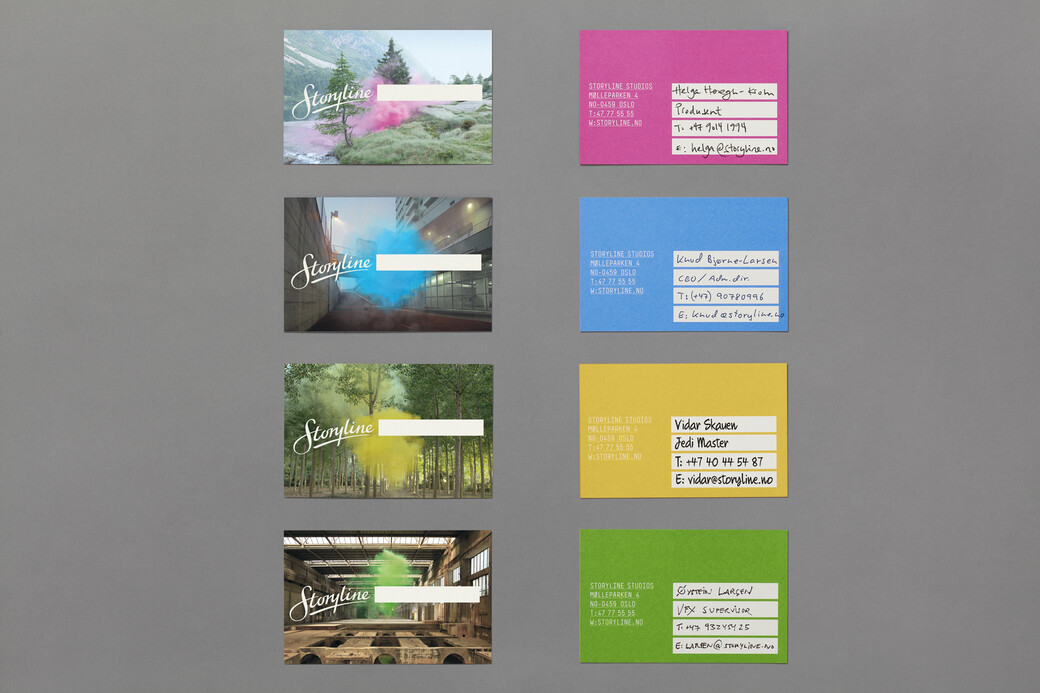 Storyline
STORYLINE STUDIOS
MØLLEPARKEN 4
NO-0459 OSLO
T:47 77 55 55
W:STORYLINE.NO
Helga
Produsent
T: +47 9014 1994
E: helga@storyline.no
Storyline
STORYLINE STUDIOS
MØLLEPARKEN 4
NO-0459 OSLO
T:47 77 55 55
W:STORYLINE.NO
Knud Bjørne-Larsen
CEO / Adm. dir.
T: (+47) 90780996
E: knud@storyline.no
Storyline
STORYLINE STUDIOS
MØLLEPARKEN 4
NO-0459 OSLO
T:47 77 55 55
W:STORYLINE.NO
Vidar Skauen
Jedi Master
T: +47 40 44 54 87
E: vidar@storyline.no
Storyline
STORYLINE STUDIOS
MØLLEPARKEN 4
NO-0459 OSLO
T:47 77 55 55
W:STORYLINE.NO
ØYSTEIN LARSEN
VFX SUPERVISOR
T: +47 93245425
E: LARSEN@STORYLINE.NO